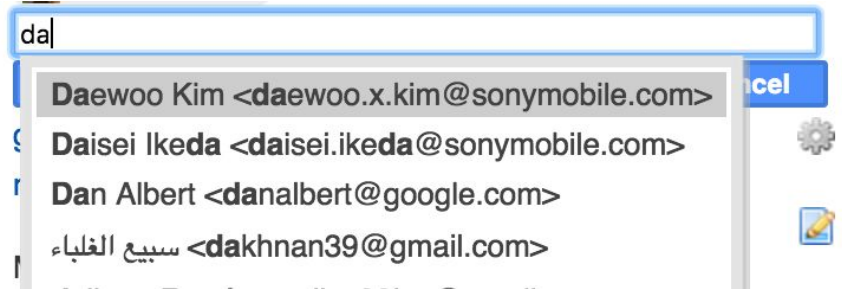 da
Daewoo Kim <daewoo.x.kim@sonymobile.com>
ncel
Daisei Ikeda <daisei.ikeda@sonymobile.com>
Dan Albert <danalbert@google.com>
سبيع الغلباء <dakhnan39@gmail.com>